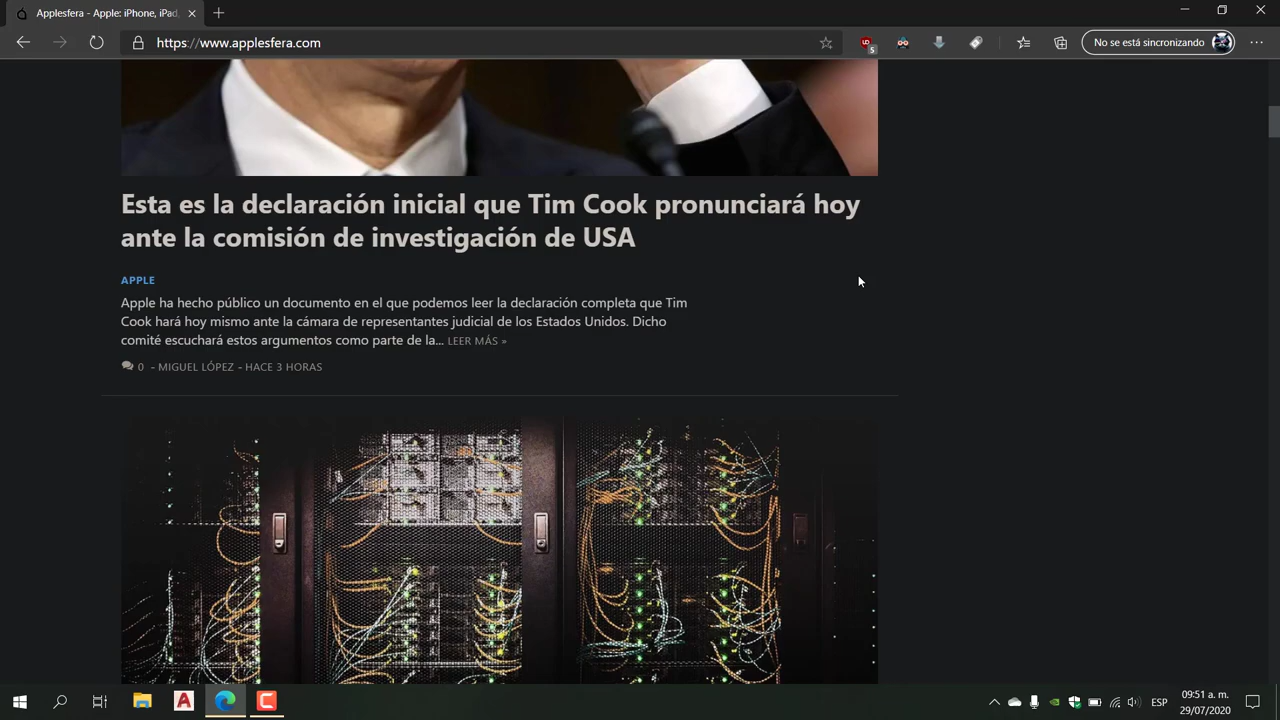 Applesfera - Apple: iPhone, iPad,
https://www.applesfera.com
5
No se está sincronizando
Esta es la declaración inicial que Tim Cook pronunciará hoy
ante la comisión de investigación de USA
APPLE
Apple ha hecho público un documento en el que podemos leer la declaración completa que Tim
Cook hará hoy mismo ante la cámara de representantes judicial de los Estados Unidos. Dicho
comité escuchará estos argumentos como parte de la... LEER MÁS »
0 - MIGUEL LÓPEZ - HACE 3 HORAS
ESP
09:51 a. m.
29/07/2020